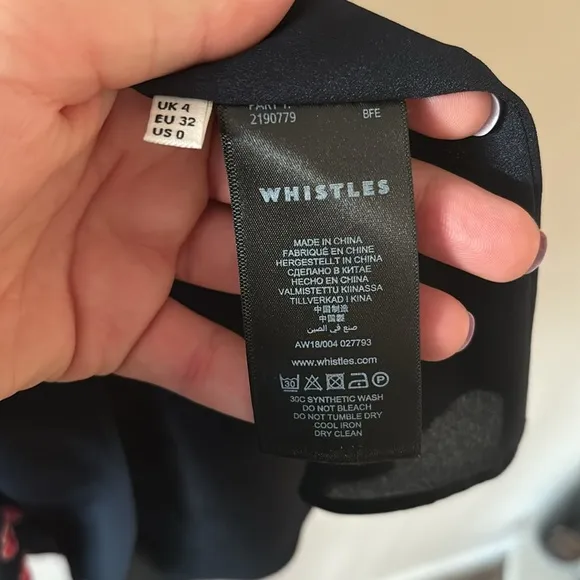 UK 4
EU 32
US 0
PART 1:
2190779 BFE
WHISTLES
MADE IN CHINA
FABRIQUÉ EN CHINE
HERGESTELLT IN CHINA
СДЕЛАНО В КИТАЕ
HECHO EN CHINA
VALMISTETTU KIINASSA
TILLVERKAD I KINA
中国制造
中國製
صنع في الصين
AW18/004 027793
www.whistles.com
30 P
30C SYNTHETIC WASH
DO NOT BLEACH
DO NOT TUMBLE DRY
COOL IRON
DRY CLEAN